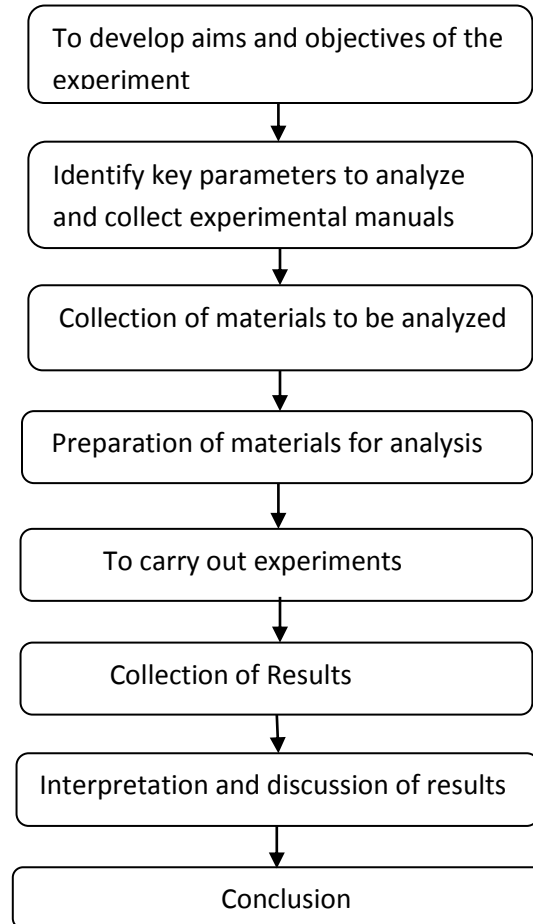 To develop aims and objectives of the
experiment
Identify key parameters to analyze
and collect experimental manuals
Collection of materials to be analyzed
Preparation of materials for analysis
To carry out experiments
Collection of Results
Interpretation and discussion of results
Conclusion